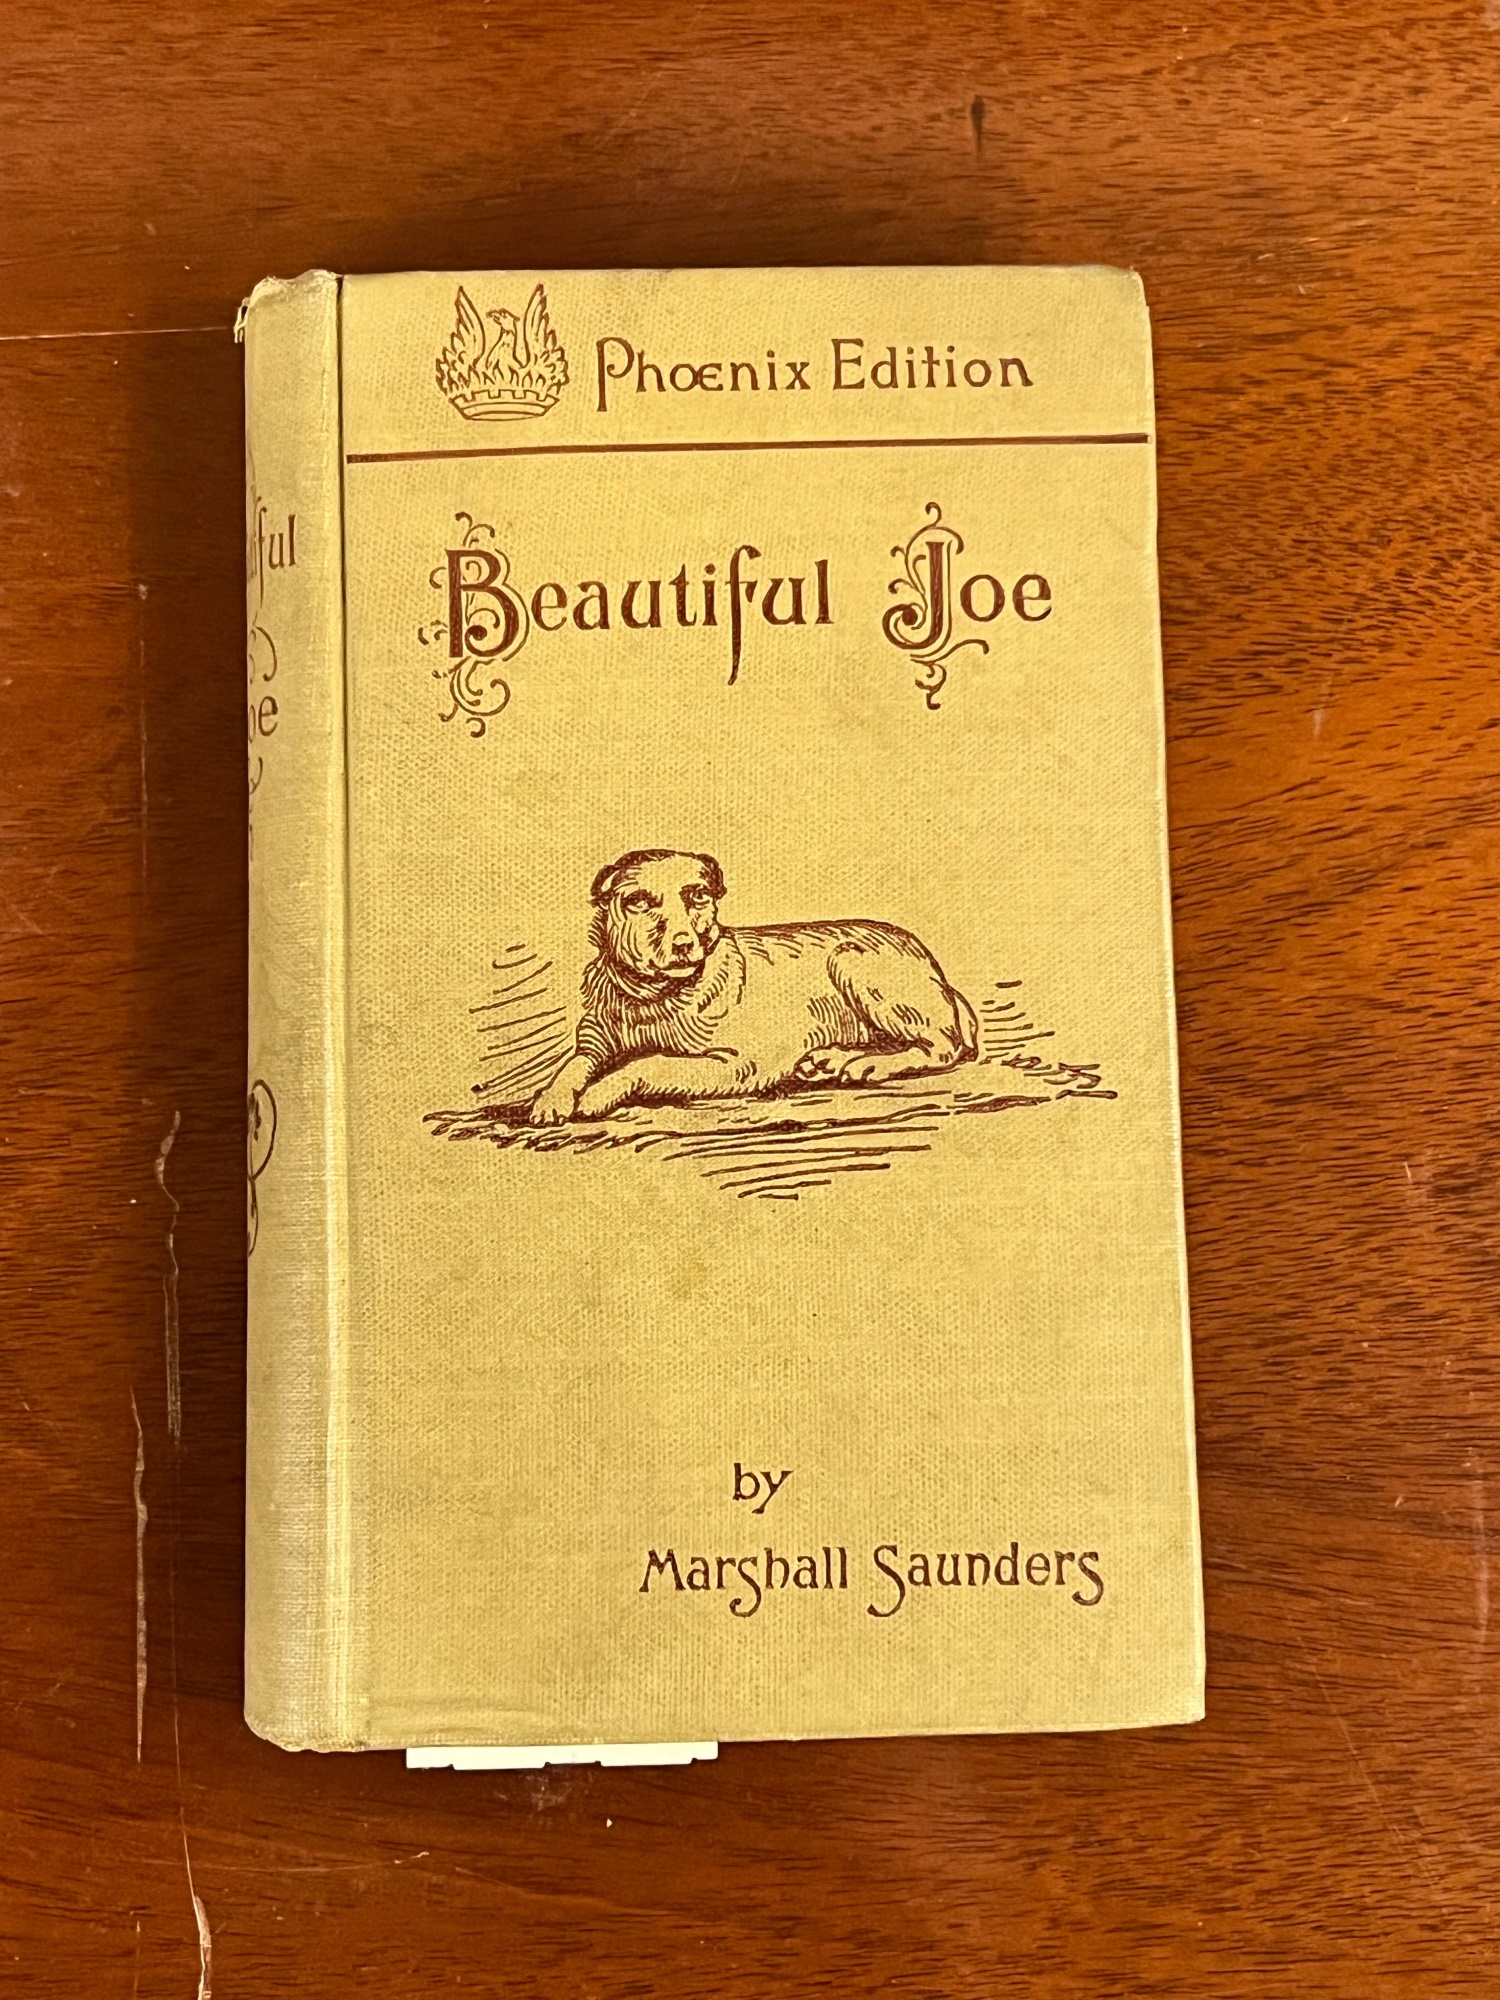 Phœnix Edition
Beautiful Joe
by
Marshall Saunders